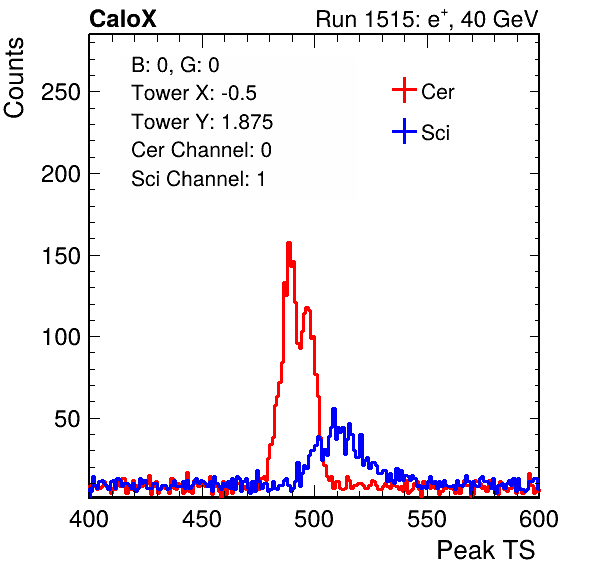 CaloX
Run 1515: e+, 40 GeV
Counts
B: 0, G: 0
Tower X: -0.5
Tower Y: 1.875
Cer Channel: 0
Sci Channel: 1
Cer
Sci
250
200
150
100
50
400 450 500 550 600
Peak TS